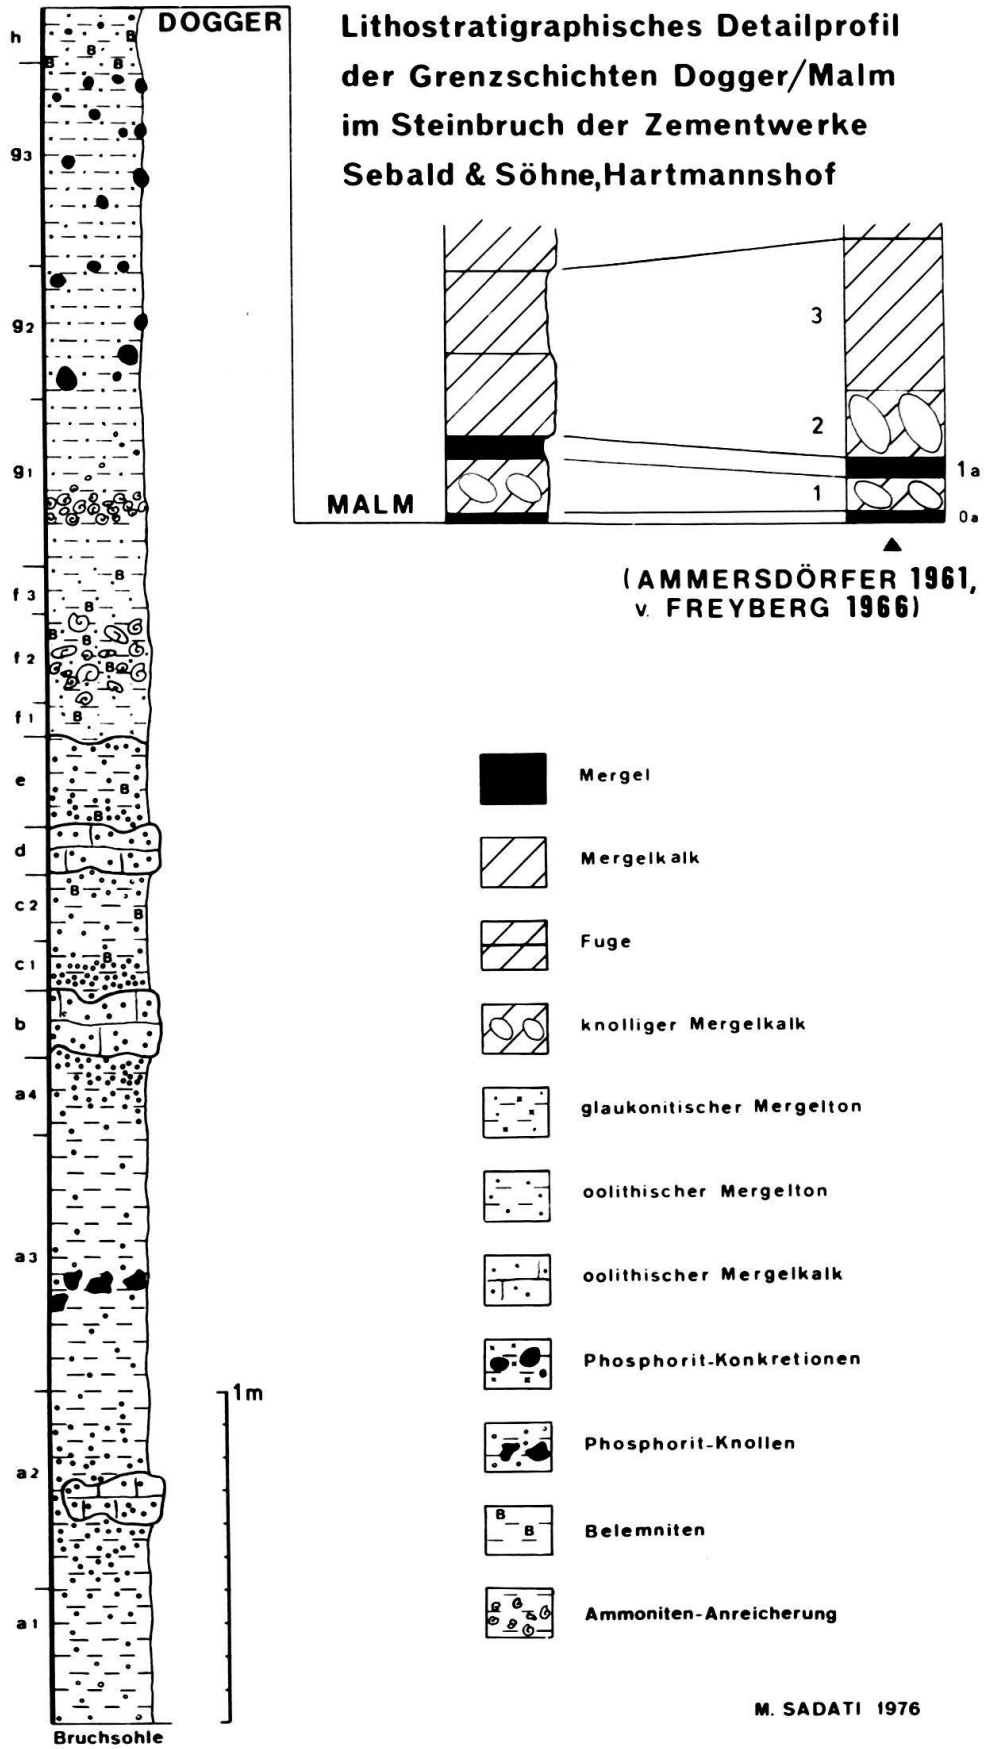 Lithostratigraphisches Detailprofil
der Grenzschichten Dogger/Malm
im Steinbruch der Zementwerke
Sebald & Söhne, Hartmannshof
DOGGER
MALM
3
2
1
1a
0a
(AMMERSDÖRFER 1961,
v. FREYBERG 1966)
h
B
B
B
B
g3
g2
g1
f3
B
B
f2
B
B
B
f1
B
e
B
B
d
c2
B
B
c1
B
b
a4
a3
a2
a1
1m
Bruchsohle
Mergel
Mergelkalk
Fuge
knolliger Mergelkalk
glaukonitischer Mergelton
oolithischer Mergelton
oolithischer Mergelkalk
Phosphorit-Konkretionen
Phosphorit-Knollen
B
B
Belemniten
Ammoniten-Anreicherung
M. SADATI 1976